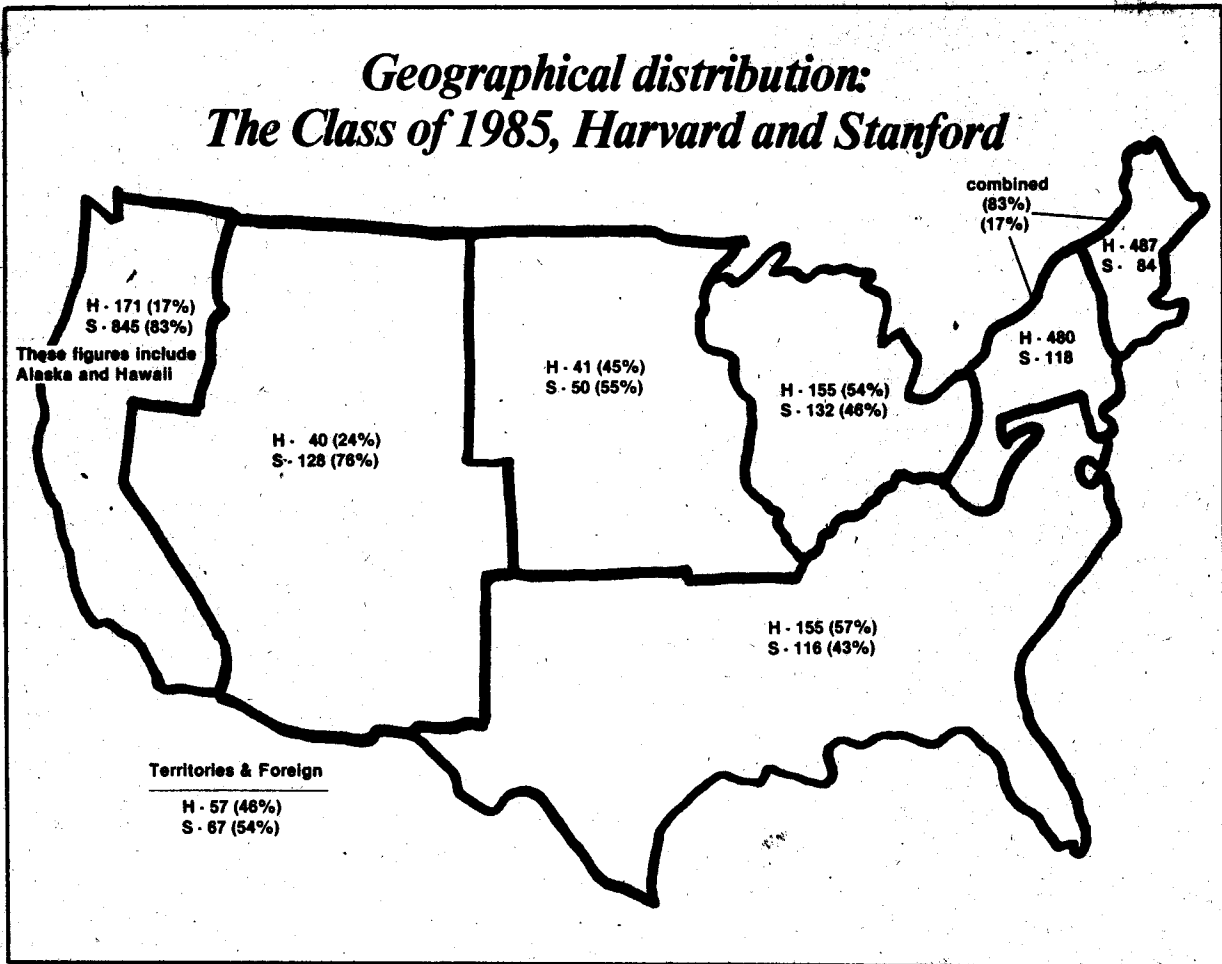 Geographical distribution:
The Class of 1985, Harvard and Stanford
combined
(83%)
(17%)
H - 487
S - 84
H - 171 (17%)
S - 845 (83%)
These figures include
Alaska and Hawaii
H - 480
S - 118
H - 41 (45%)
S - 50 (55%)
H - 155 (54%)
S - 132 (46%)
H - 40 (24%)
S - 128 (76%)
H - 155 (57%)
S - 116 (43%)
Territories & Foreign
H - 57 (46%)
S - 67 (54%)